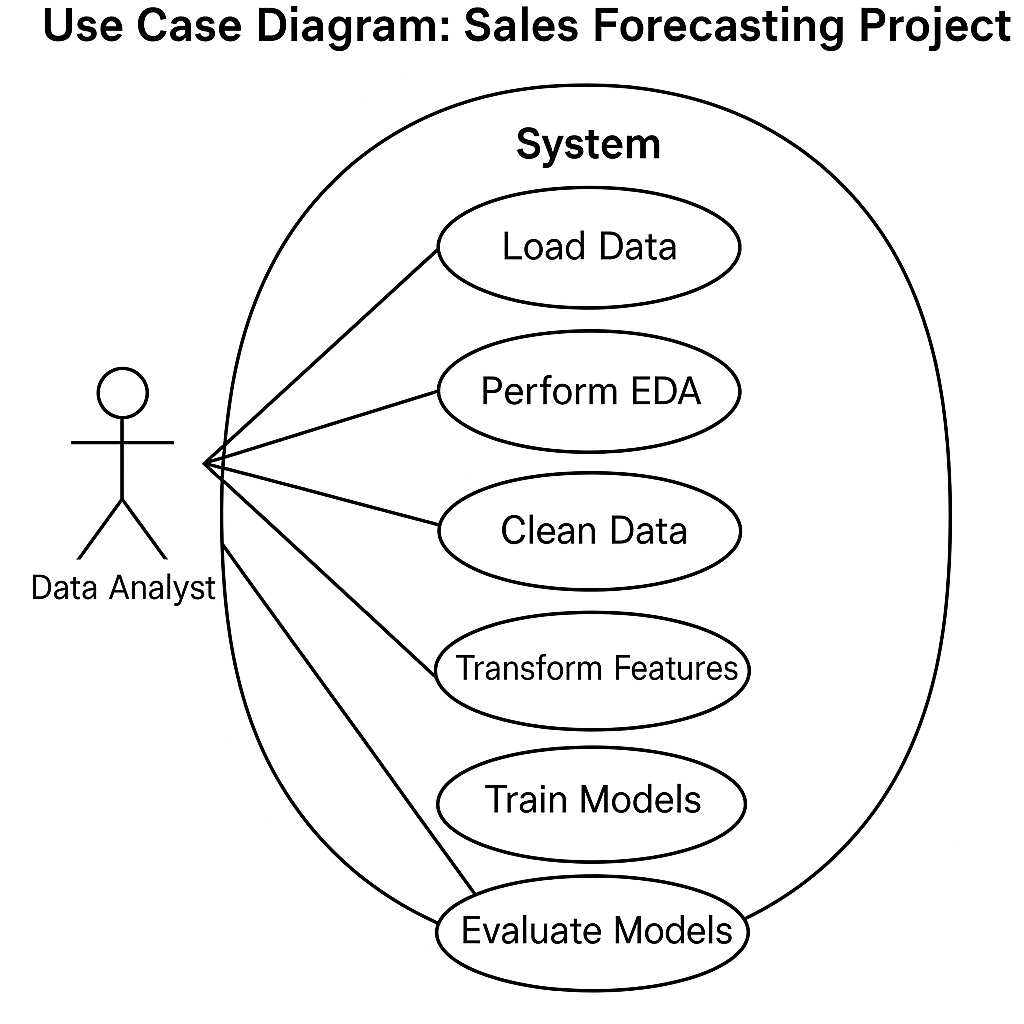 Use Case Diagram: Sales Forecasting Project
System
Load Data
Perform EDA
Clean Data
Data Analyst
Transform Features
Train Models
Evaluate Models